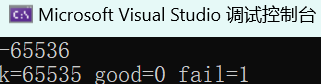 Microsoft Visual Studio 调试控制台
-65536
k=65535 good=0 fail=1